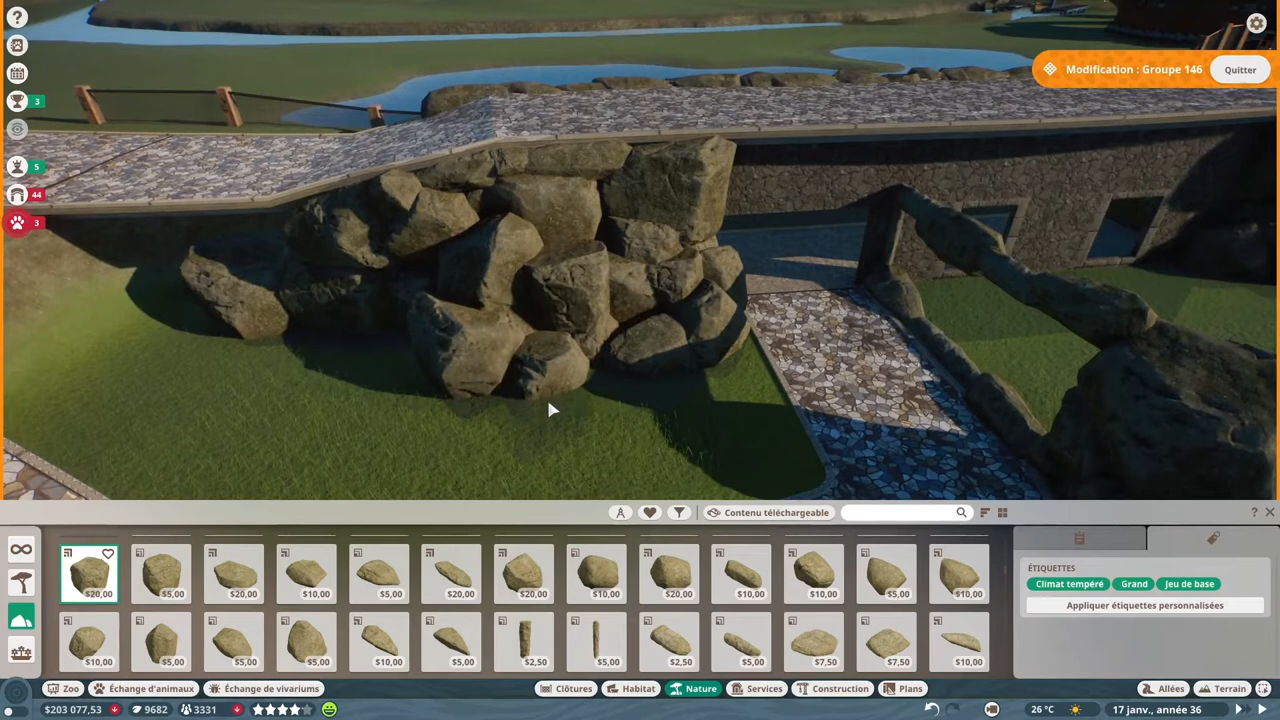 Modification : Groupe 146
Quitter
3
5
44
3
Contenu téléchargeable
? 
$20,00 $5,00 $20,00 $10,00 $5,00 $20,00 $20,00 $10,00 $20,00 $10,00 $10,00 $5,00 $10,00
$10,00 $5,00 $5,00 $5,00 $10,00 $5,00 $2,50 $5,00 $2,50 $5,00 $7,50 $7,50 $10,00
ÉTIQUETTES
Climat tempéré Grand Jeu de base
Appliquer étiquettes personnalisées
Zoo Échange d'animaux Échange de vivariums Clôtures Habitat Nature Services Construction Plans Allées Terrain
$203 077,53 9682 3331 26 °C 17 janv., année 36